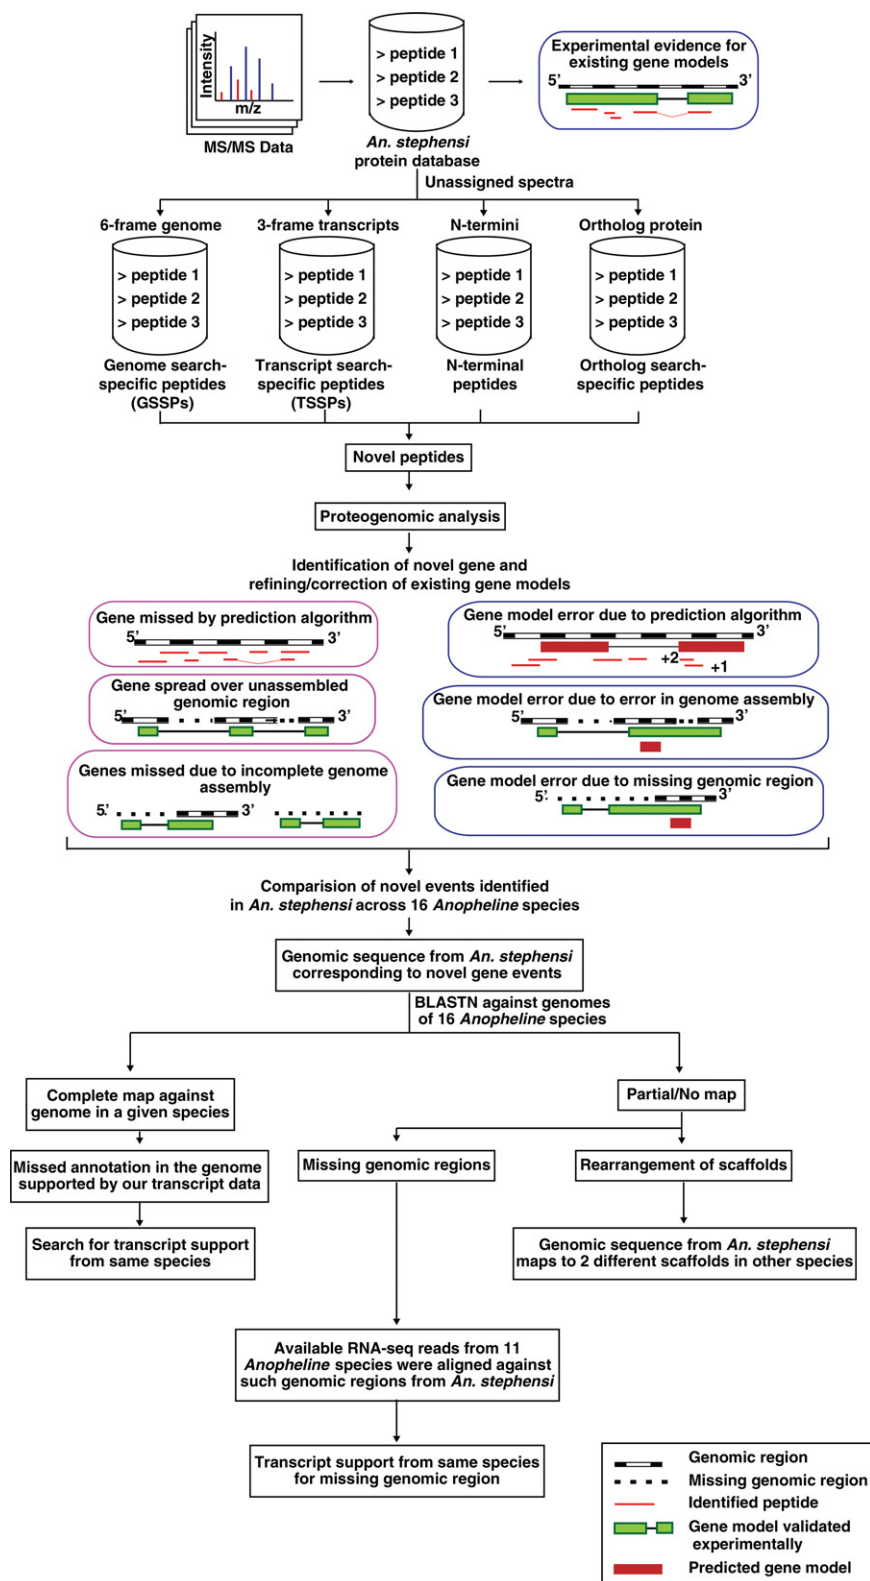 Intensity
m/z
MS/MS Data
> peptide 1
> peptide 2
> peptide 3
An. stephensi
protein database
Experimental evidence for
existing gene models
5’ 3’
Unassigned spectra
6-frame genome
3-frame transcripts
N-termini
Ortholog protein
> peptide 1
> peptide 2
> peptide 3
> peptide 1
> peptide 2
> peptide 3
> peptide 1
> peptide 2
> peptide 3
> peptide 1
> peptide 2
> peptide 3
Genome search-
specific peptides
(GSSPs)
Transcript search-
specific peptides
(TSSPs)
N-terminal
peptides
Ortholog search-
specific peptides
Novel peptides
Proteogenomic analysis
Identification of novel gene and
refining/correction of existing gene models
Gene missed by prediction algorithm
5’ 3’
Gene spread over unassembled
genomic region
5’ 3’
Genes missed due to incomplete genome
assembly
5’ 3’
Gene model error due to prediction algorithm
5’ 3’
+2
+1
Gene model error due to error in genome assembly
5’ 3’
Gene model error due to missing genomic region
5’ 3’
Comparision of novel events identified
in An. stephensi across 16 Anopheline species
Genomic sequence from An. stephensi
corresponding to novel gene events
BLASTN against genomes
of 16 Anopheline species
Complete map against
genome in a given species
Partial/No map
Missed annotation in the genome
supported by our transcript data
Missing genomic regions
Rearrangement of scaffolds
Search for transcript support
from same species
Genomic sequence from An. stephensi
maps to 2 different scaffolds in other species
Available RNA-seq reads from 11
Anopheline species were aligned against
such genomic regions from An. stephensi
Transcript support from same species
for missing genomic region
Genomic region
Missing genomic region
Identified peptide
Gene model validated
experimentally
Predicted gene model